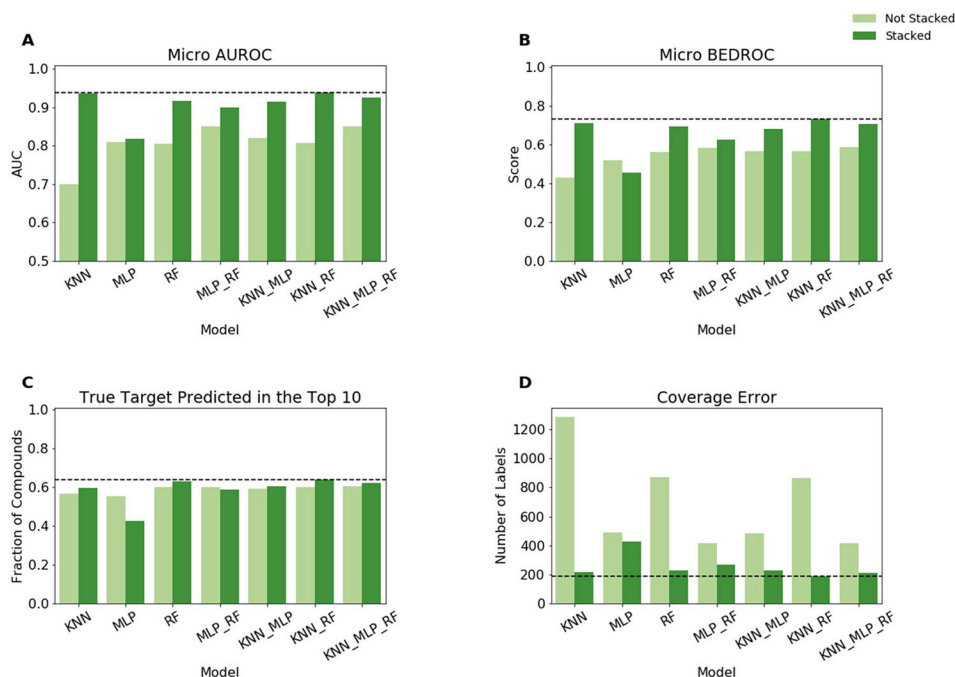 Not Stacked
Stacked
A
Micro AUROC
1.0
0.9
0.8
0.7
0.6
0.5
AUC
KNN
MLP
RF
MLP_RF
KNN_MLP
KNN_RF
KNN_MLP_RF
Model
B
Micro BEDROC
1.0
0.8
0.6
0.4
0.2
0.0
Score
KNN
MLP
RF
MLP_RF
KNN_MLP
KNN_RF
KNN_MLP_RF
Model
C
True Target Predicted in the Top 10
1.0
0.8
0.6
0.4
0.2
0.0
Fraction of Compounds
KNN
MLP
RF
MLP_RF
KNN_MLP
KNN_RF
KNN_MLP_RF
Model
D
Coverage Error
1200
1000
800
600
400
200
0
Number of Labels
KNN
MLP
RF
MLP_RF
KNN_MLP
KNN_RF
KNN_MLP_RF
Model